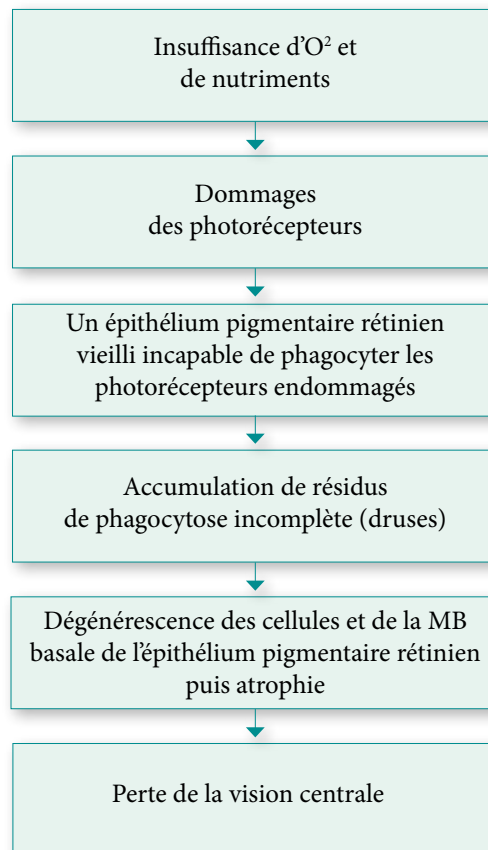 Insuffisance d’O² et
de nutriments
Dommages
des photorécepteurs
Un épithélium pigmentaire rétinien
vieilli incapable de phagocyter les
photorécepteurs endommagés
Accumulation de résidus
de phagocytose incomplète (druses)
Dégénérescence des cellules et de la MB
basale de l’épithélium pigmentaire rétinien
puis atrophie
Perte de la vision centrale